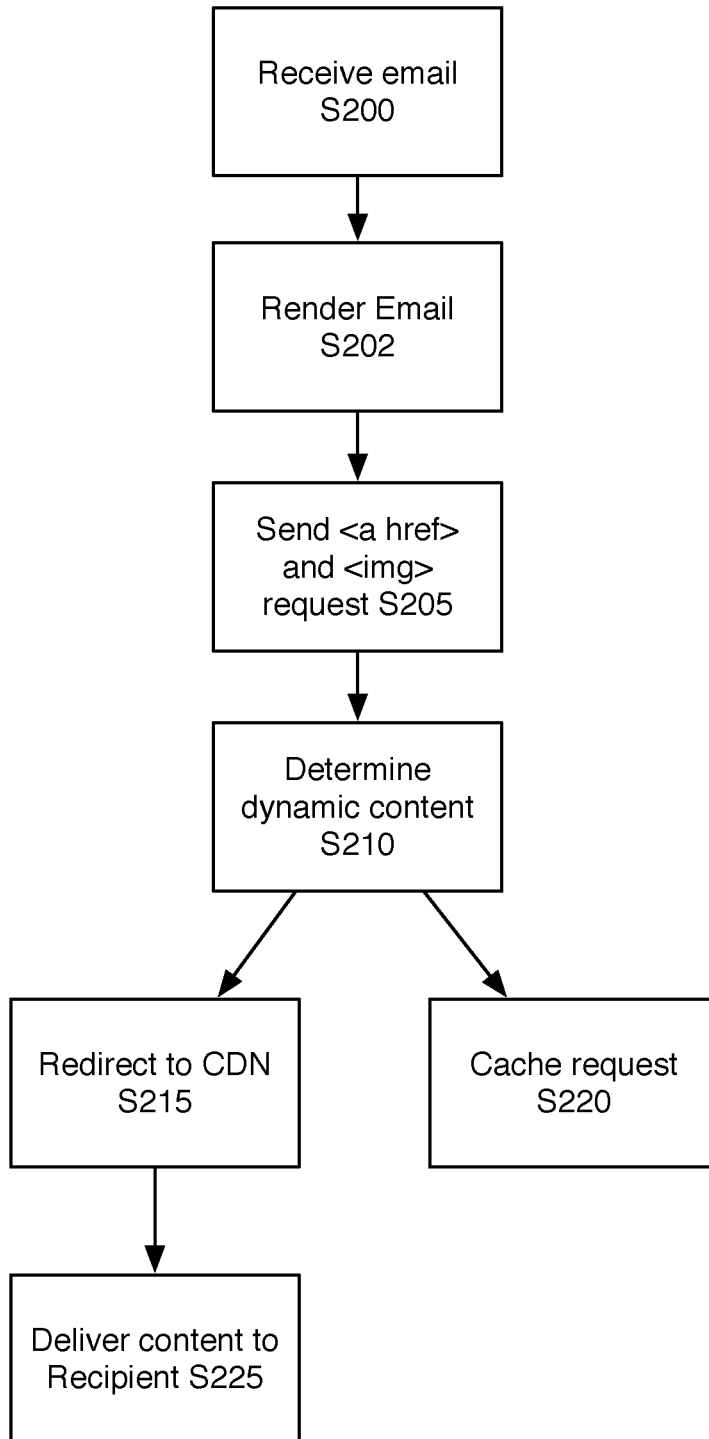 Receive email
S200
Render Email
S202
Send <a href>
and <img>
request S205
Determine
dynamic content
S210
Redirect to CDN
S215
Cache request
S220
Deliver content to
Recipient S225